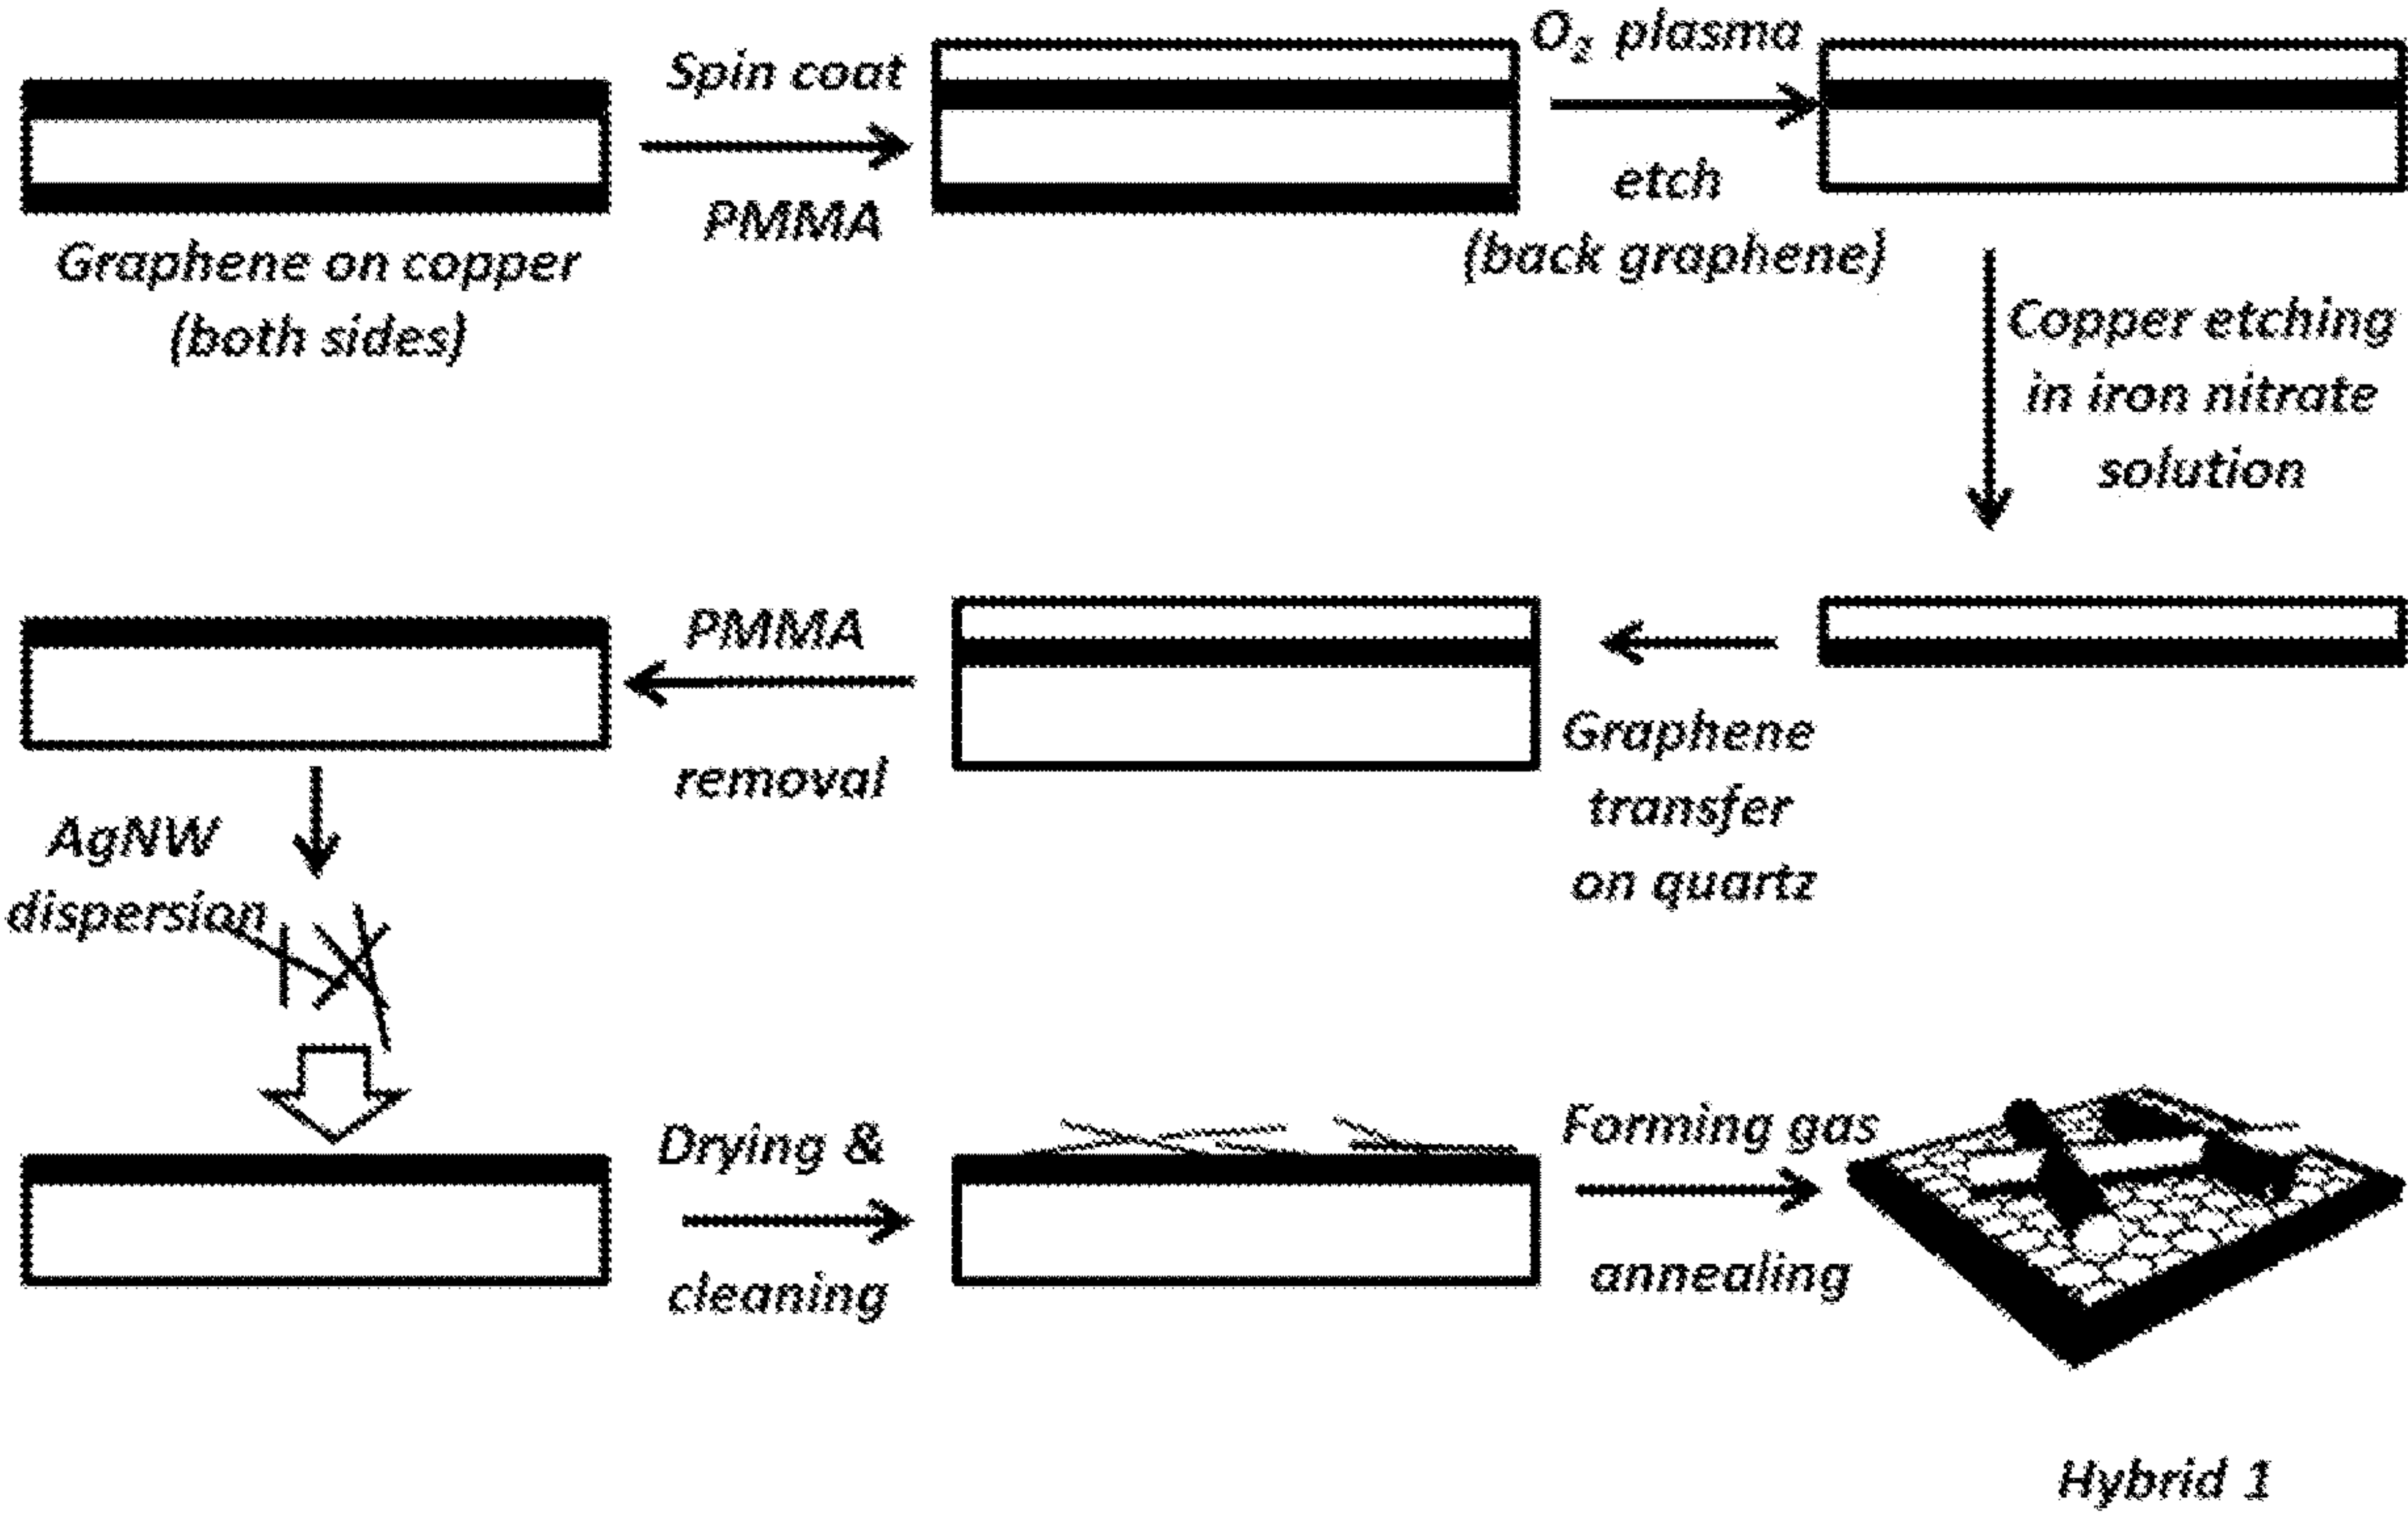 Spin coat
PMMA
O₂ plasma
etch
(back graphene)
Graphene on copper
(both sides)
Copper etching
in iron nitrate
solution
PMMA
removal
Graphene
transfer
on quartz
AgNW
dispersion
Drying &
cleaning
Forming gas
annealing
Hybrid 1